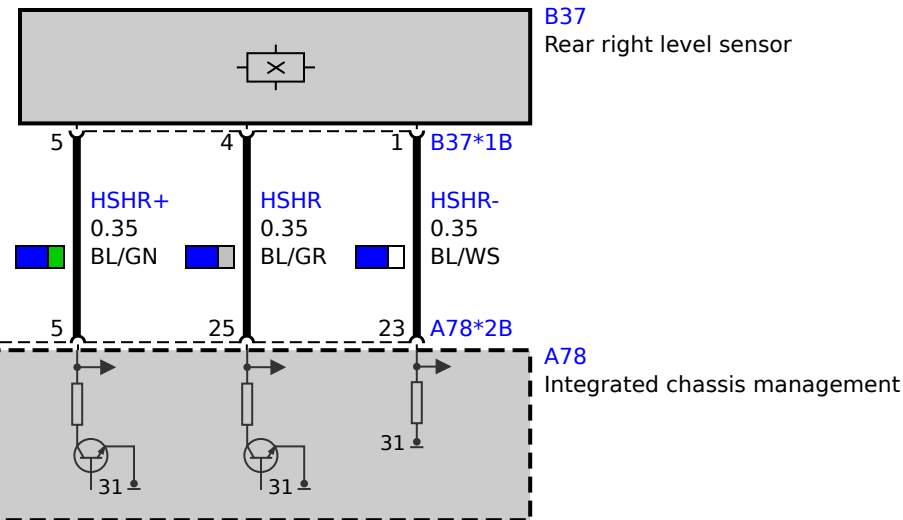 B37
Rear right level sensor
5 4 1 B37*1B
HSHR+ HSHR HSHR-
0.35 0.35 0.35
BL/GN BL/GR BL/WS
5 25 23 A78*2B
A78
Integrated chassis management
31
31 31